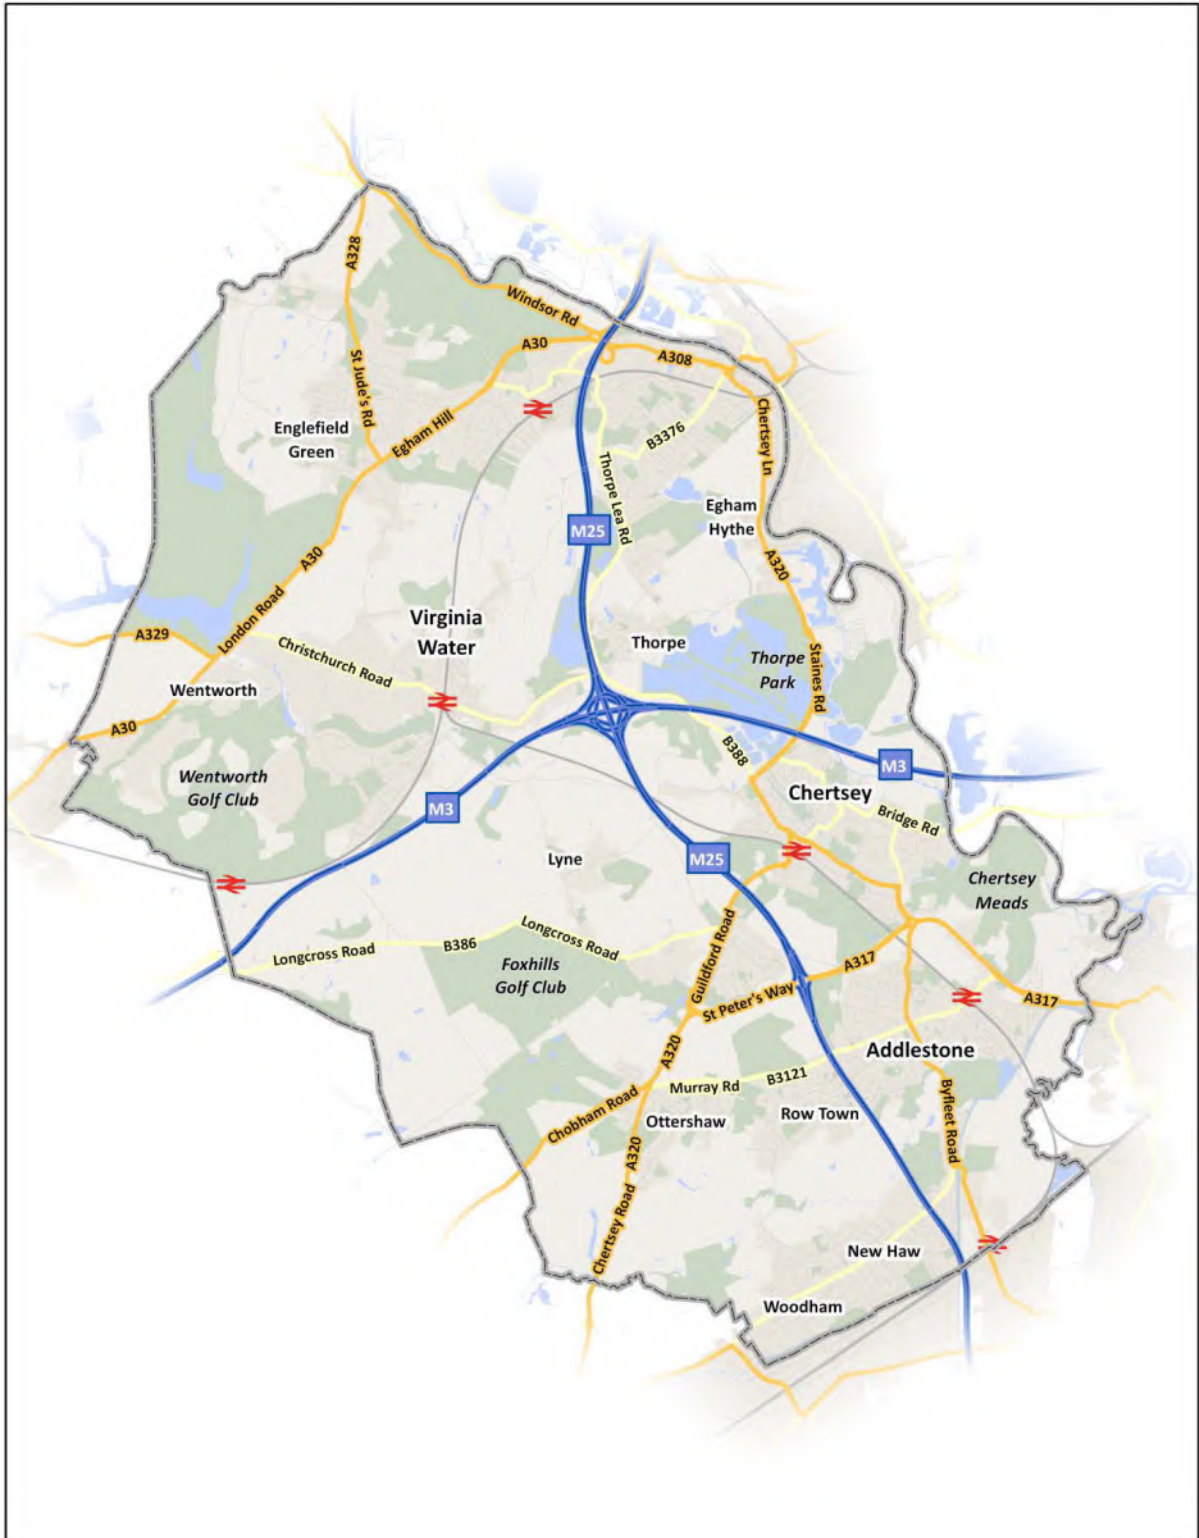 A328
Windsor Rd
A30
A308
St Jude's Rd
Chertsey Ln
Englefield
Green
Egham Hill
B3376
Thorpe Lea Rd
Egham
Hythe
M25
A30
A320
London Road
Virginia
Water
A329
Christchurch Road
Thorpe
Thorpe
Park
Staines Rd
Wentworth
A30
B388
M3
Wentworth
Golf Club
M3
Chertsey
Bridge Rd
Lyne
M25
Chertsey
Meads
Longcross Road
B386
Longcross Road
Guildford Road
Foxhills
Golf Club
A317
St Peter's Way
A317
A320
Addlestone
Murray Rd
B3121
Chobham Road
Ottershaw
Row Town
Byfleet Road
A320
Chertsey Road
New Haw
Woodham